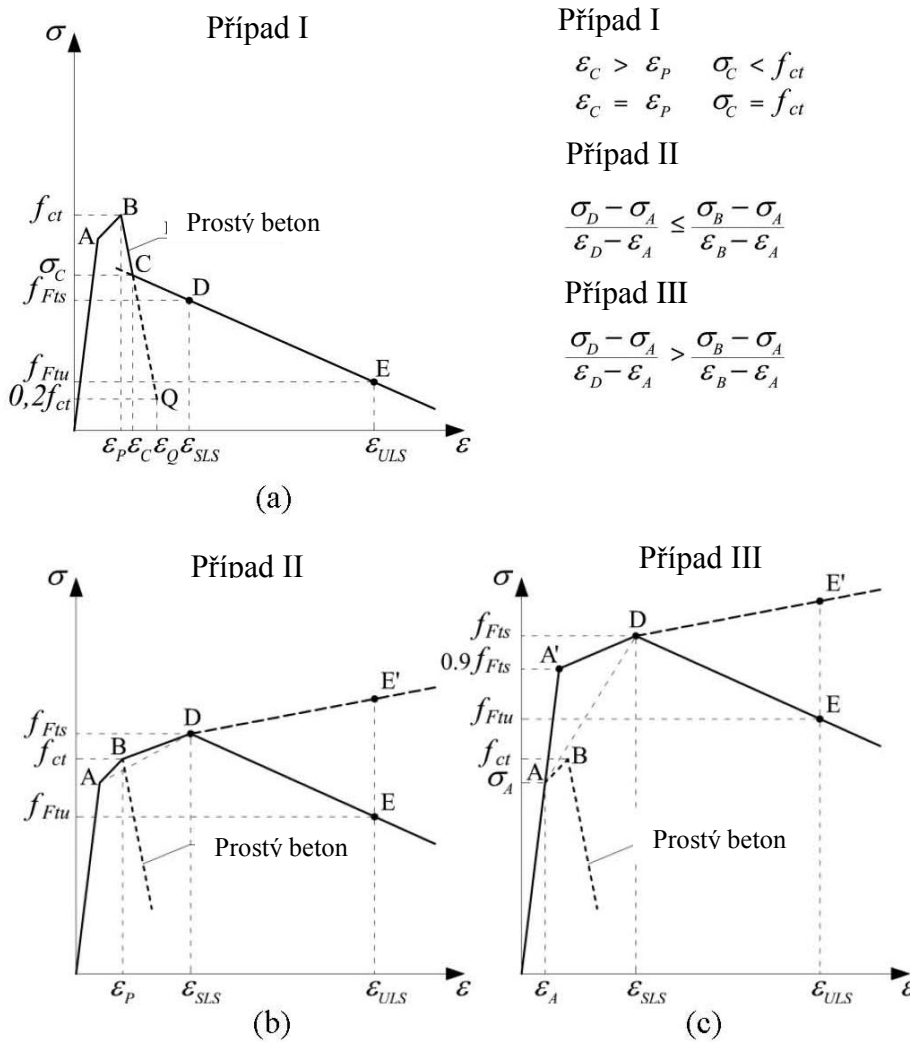 Případ I
σ
f_ct
B
A
Prostý beton
σ_C
C
f_Fts
D
f_Ftu
E
0,2f_ct
Q
ε_P ε_C ε_Q ε_SLS ε_ULS ε
(a)
Případ I
ε_C > ε_P σ_C < f_ct
ε_C = ε_P σ_C = f_ct
Případ II
(σ_D − σ_A)/(ε_D − ε_A) ≤ (σ_B − σ_A)/(ε_B − ε_A)
Případ III
(σ_D − σ_A)/(ε_D − ε_A) > (σ_B − σ_A)/(ε_B − ε_A)
Případ II
σ
E'
f_Fts
D
f_ct
B
A
f_Ftu
E
Prostý beton
ε_P ε_SLS ε_ULS ε
(b)
Případ III
σ
E'
f_Fts
D
0.9f_Fts
A'
f_Ftu
E
f_ct
B
σ_A
A
Prostý beton
ε_A ε_SLS ε_ULS ε
(c)